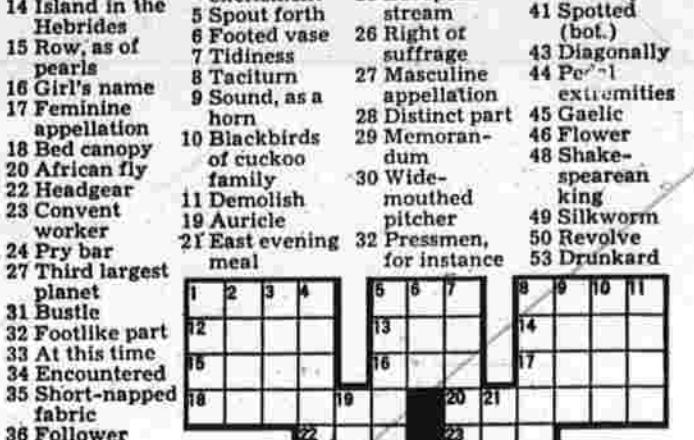 14 Island in the
Hebrides
15 Row, as of
pearls
16 Girl's name
17 Feminine
appellation
18 Bed canopy
20 African fly
22 Headgear
23 Convent
worker
24 Pry bar
27 Third largest
planet
31 Bustle
32 Footlike part
33 At this time
34 Encountered
35 Short-napped
fabric
36 Follower
5 Spout forth
6 Footed vase
7 Tidiness
8 Taciturn
9 Sound, as a
horn
10 Blackbirds
of cuckoo
family
11 Demolish
19 Auricle
21 East evening
meal
stream
26 Right of
suffrage
27 Masculine
appellation
28 Distinct part
29 Memoran-
dum
30 Wide-
mouthed
pitcher
32 Pressmen,
for instance
41 Spotted
(bot.)
43 Diagonally
44
extremities
45 Gaelic
46 Flower
48 Shake-
spearean
king
49 Silkworm
50 Revolve
53 Drunkard
1 2 3 4 5 6 7 8 9 10 11
12 13 14
15 16 17
18 19 20 21
22 23